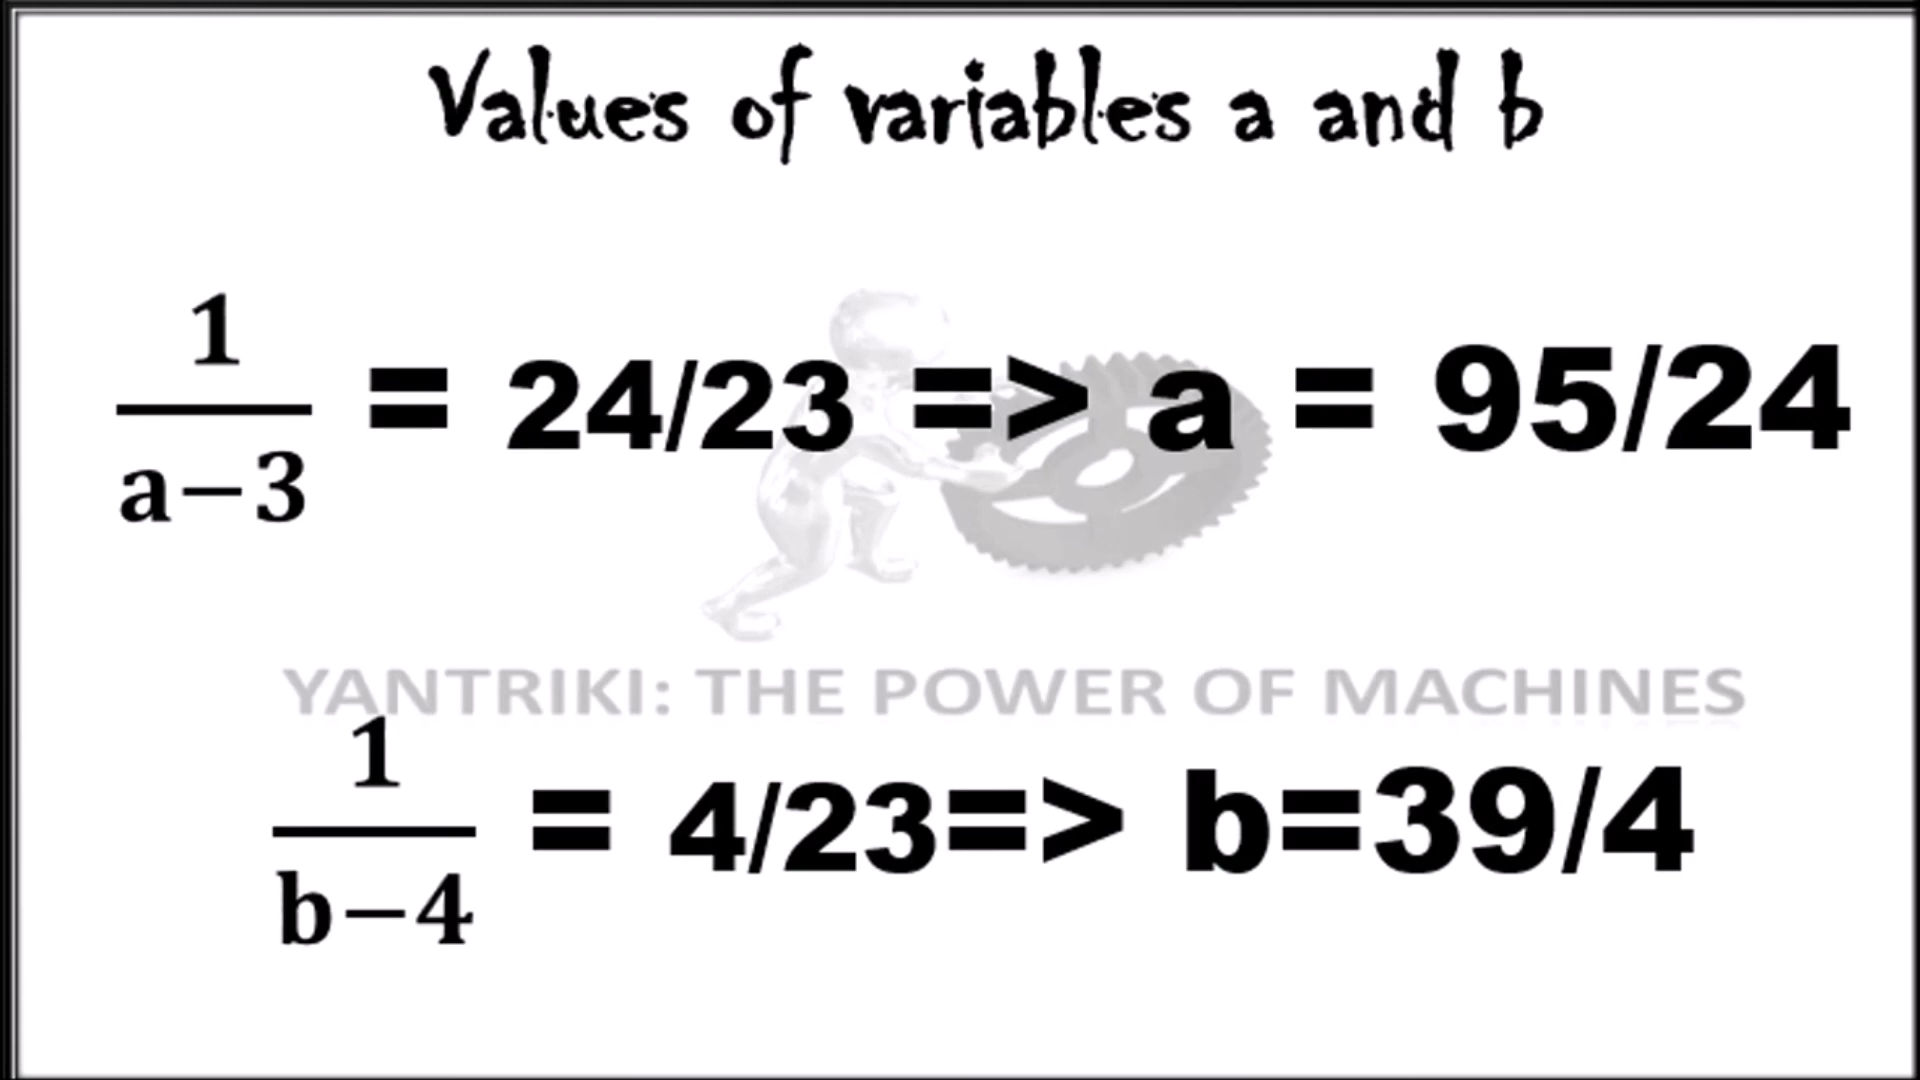 Values of variables a and b
1/(a−3) = 24/23 => a = 95/24
YANTRIKI: THE POWER OF MACHINES
1/(b−4) = 4/23=> b=39/4